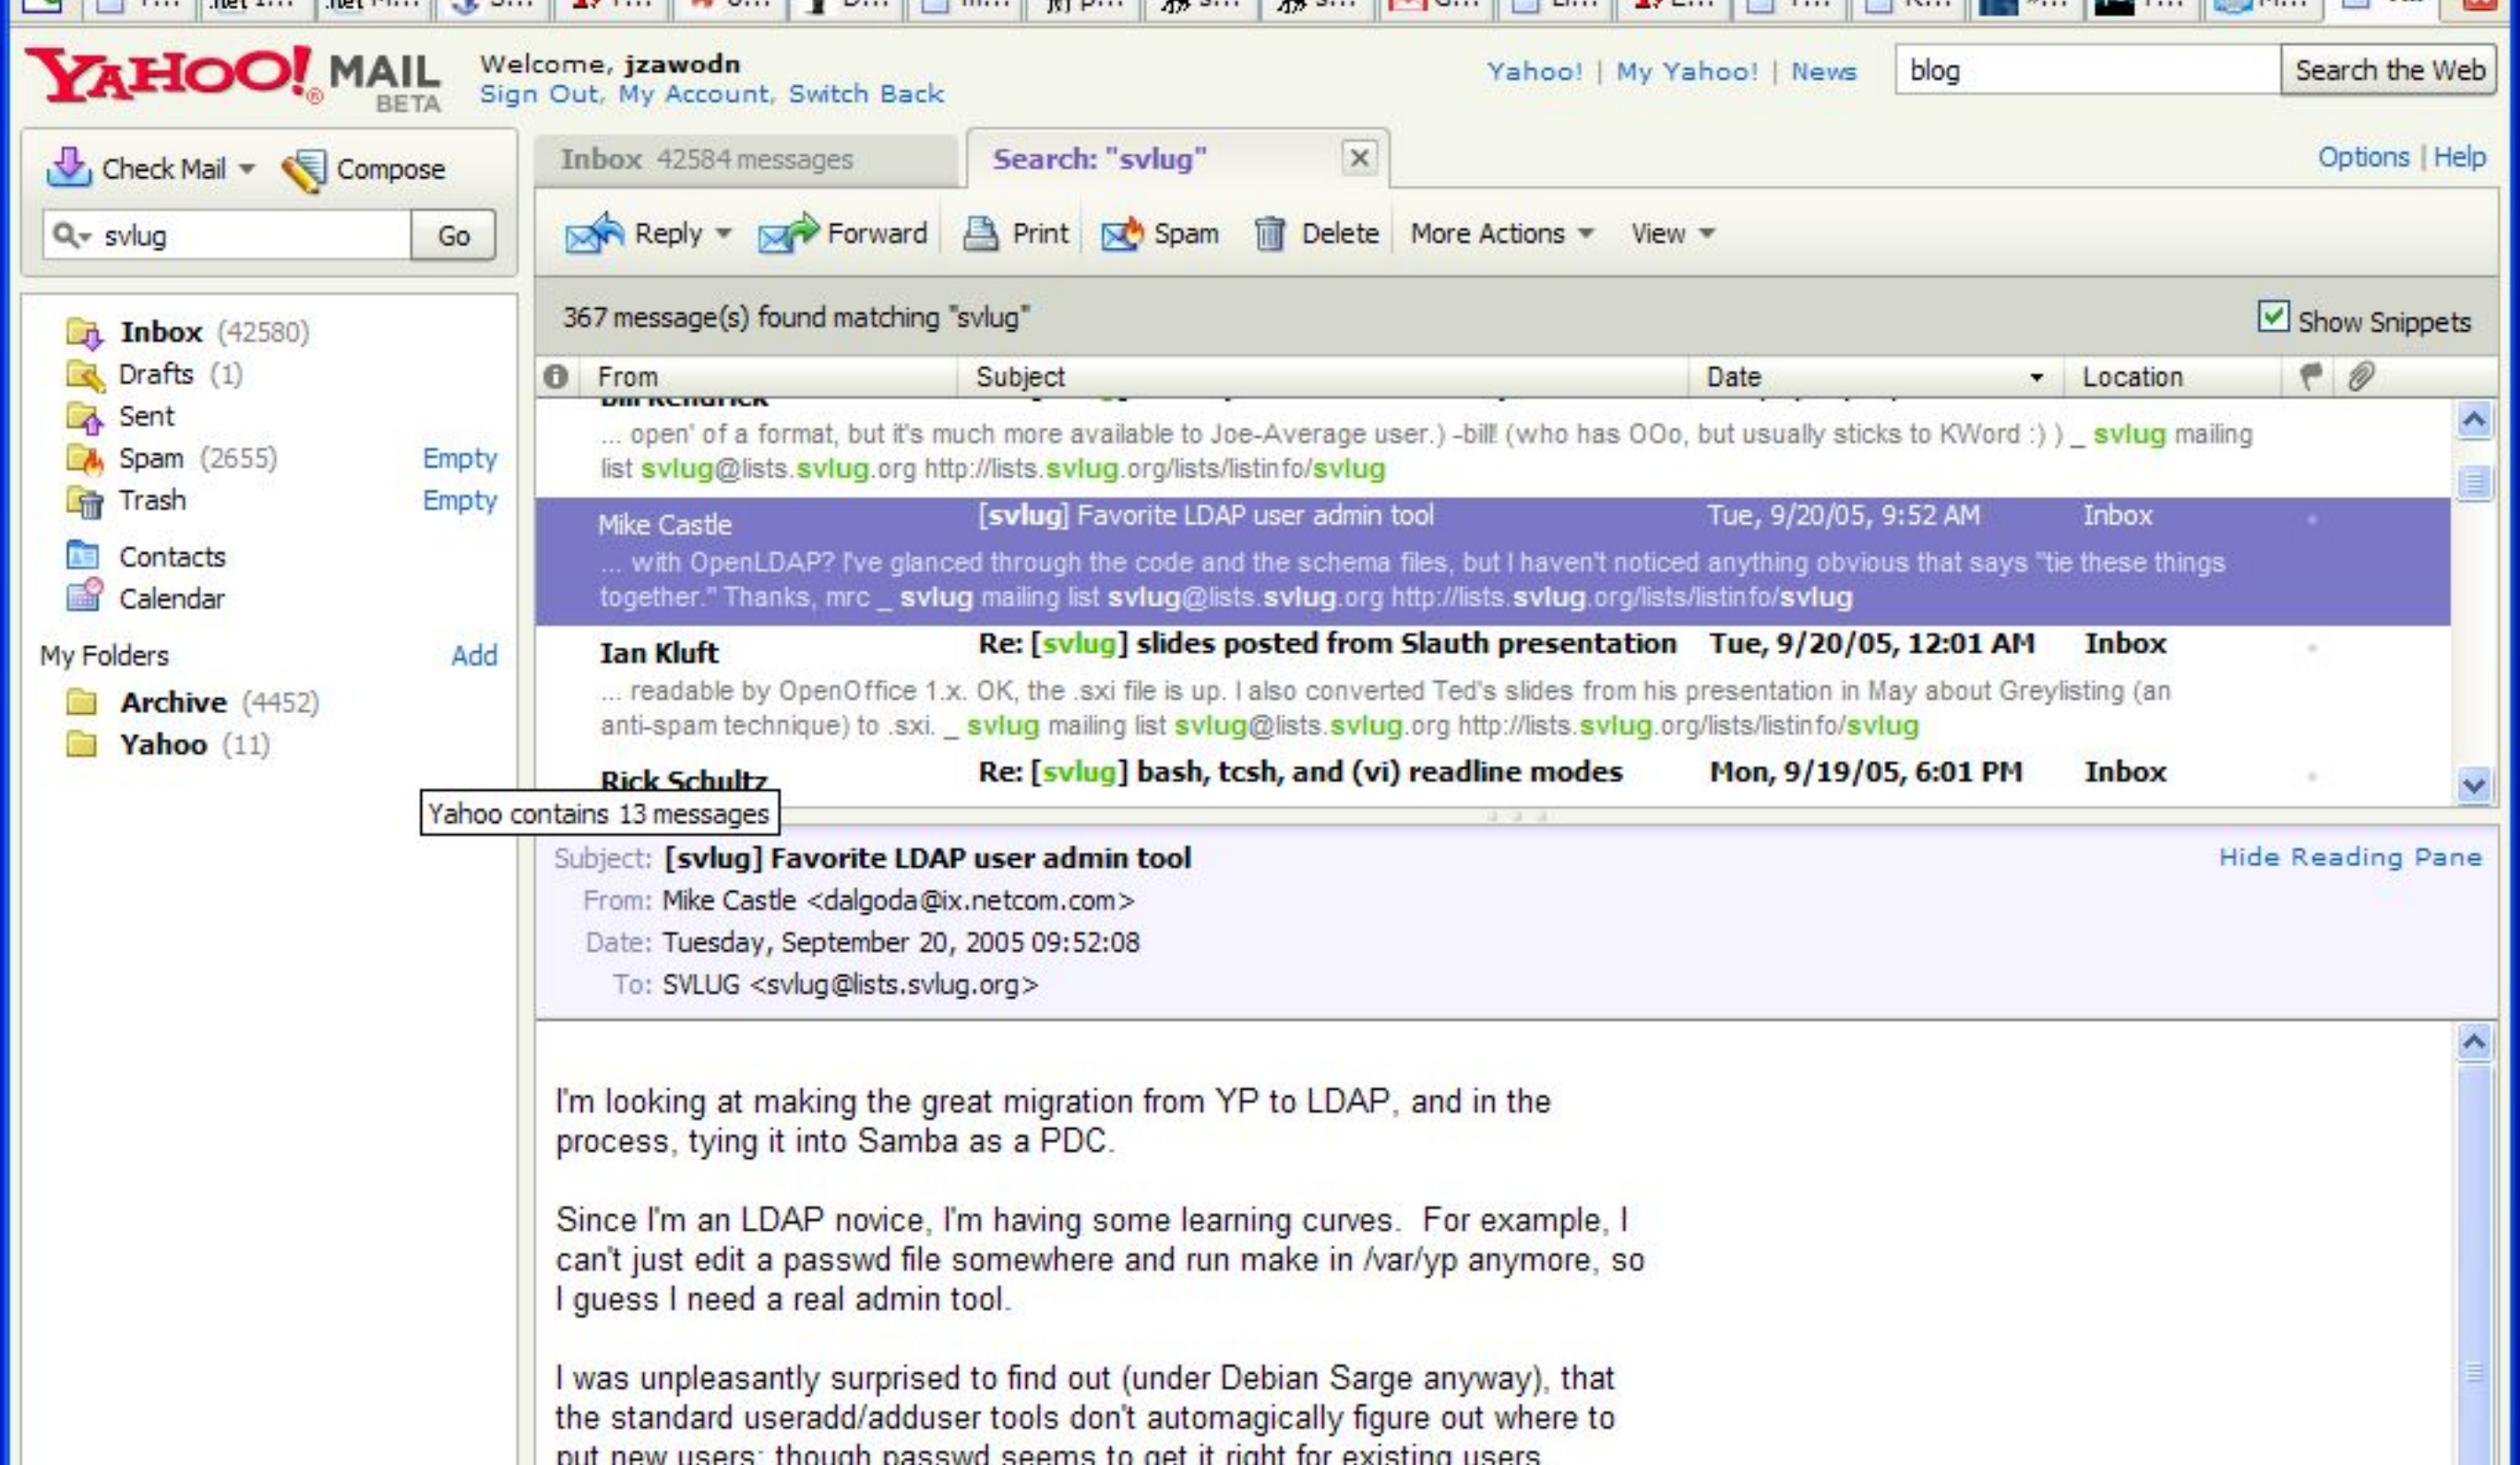 YAHOO!® MAIL
BETA
Welcome, jzawodn
Sign Out, My Account, Switch Back
Yahoo! | My Yahoo! | News
blog
Search the Web
Check Mail
Compose
svlug
Go
Inbox 42584 messages
Search: "svlug"
Options | Help
Reply
Forward
Print
Spam
Delete
More Actions
View
Inbox (42580)
Drafts (1)
Sent
Spam (2655) Empty
Trash Empty
Contacts
Calendar
My Folders Add
Archive (4452)
Yahoo (11)
Yahoo contains 13 messages
367 message(s) found matching "svlug"
Show Snippets
From Subject Date Location
Bill Kendrick
... open' of a format, but it's much more available to Joe-Average user.) -bill! (who has OOo, but usually sticks to KWord :) ) _ svlug mailing
list svlug@lists.svlug.org http://lists.svlug.org/lists/listinfo/svlug
Mike Castle [svlug] Favorite LDAP user admin tool Tue, 9/20/05, 9:52 AM Inbox
... with OpenLDAP? I've glanced through the code and the schema files, but I haven't noticed anything obvious that says "tie these things
together." Thanks, mrc _ svlug mailing list svlug@lists.svlug.org http://lists.svlug.org/lists/listinfo/svlug
Ian Kluft Re: [svlug] slides posted from Slauth presentation Tue, 9/20/05, 12:01 AM Inbox
... readable by OpenOffice 1.x. OK, the .sxi file is up. I also converted Ted's slides from his presentation in May about Greylisting (an
anti-spam technique) to .sxi. _ svlug mailing list svlug@lists.svlug.org http://lists.svlug.org/lists/listinfo/svlug
Rick Schultz Re: [svlug] bash, tcsh, and (vi) readline modes Mon, 9/19/05, 6:01 PM Inbox
Subject: [svlug] Favorite LDAP user admin tool
Hide Reading Pane
From: Mike Castle <dalgoda@ix.netcom.com>
Date: Tuesday, September 20, 2005 09:52:08
To: SVLUG <svlug@lists.svlug.org>
I'm looking at making the great migration from YP to LDAP, and in the
process, tying it into Samba as a PDC.
Since I'm an LDAP novice, I'm having some learning curves. For example, I
can't just edit a passwd file somewhere and run make in /var/yp anymore, so
I guess I need a real admin tool.
I was unpleasantly surprised to find out (under Debian Sarge anyway), that
the standard useradd/adduser tools don't automagically figure out where to
put new users; though passwd seems to get it right for existing users